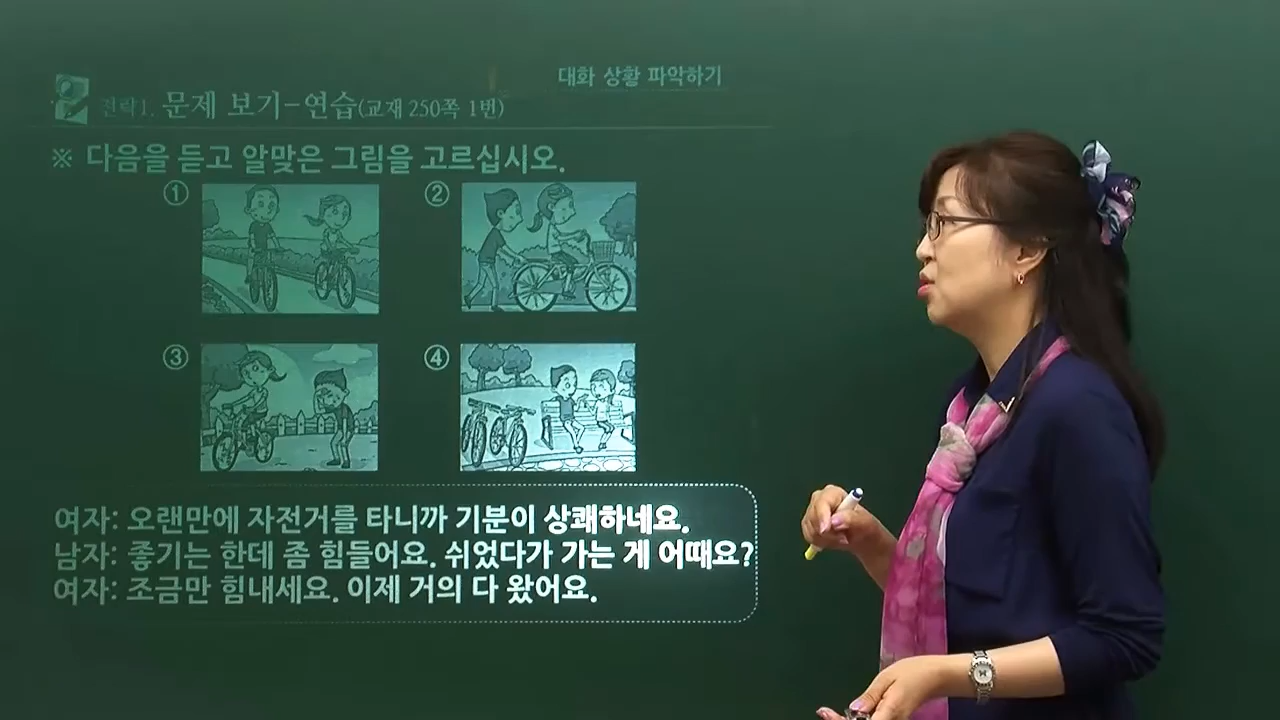 대화 상황 파악하기
전략1. 문제 보기-연습(교재 250쪽 1번)
※ 다음을 듣고 알맞은 그림을 고르십시오.
① ②
③ ④
여자: 오랜만에 자전거를 타니까 기분이 상쾌하네요.
남자: 좋기는 한데 좀 힘들어요. 쉬었다가 가는 게 어때요?
여자: 조금만 힘내세요. 이제 거의 다 왔어요.